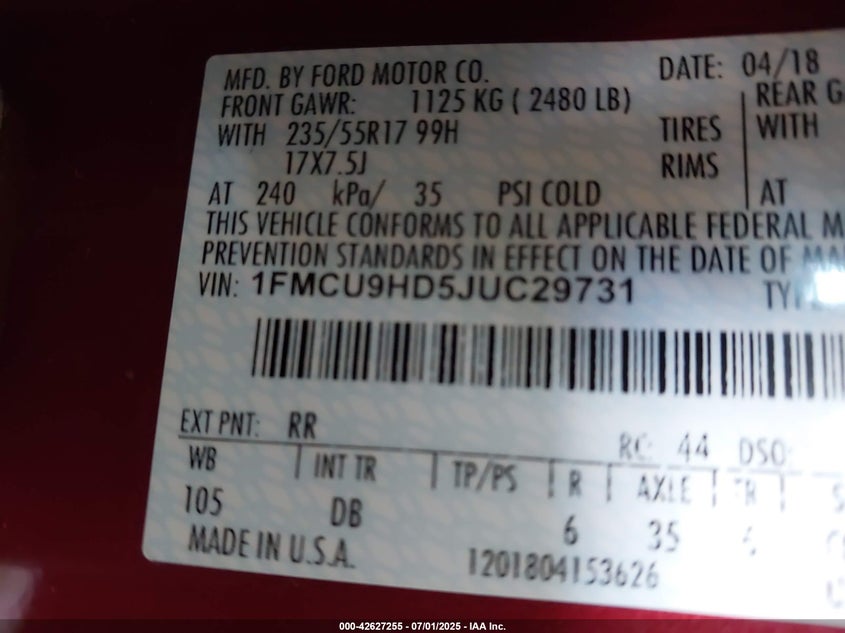 MFD. BY FORD MOTOR CO. DATE: 04/18
FRONT GAWR: 1125 KG ( 2480 LB) REAR G
WITH 235/55R17 99H TIRES WITH
17X7.5J RIMS
AT 240 kPa/ 35 PSI COLD AT
THIS VEHICLE CONFORMS TO ALL APPLICABLE FEDERAL M
PREVENTION STANDARDS IN EFFECT ON THE DATE OF MA
VIN: 1FMCU9HD5JUC29731 TYP
EXT PNT: RR RC: 44 DSO:
WB INT TR TP/PS R AXLE TR S
105 DB 6 35
MADE IN U.S.A. 1201804153626
000-42627255 - 07/01/2025 - IAA Inc.